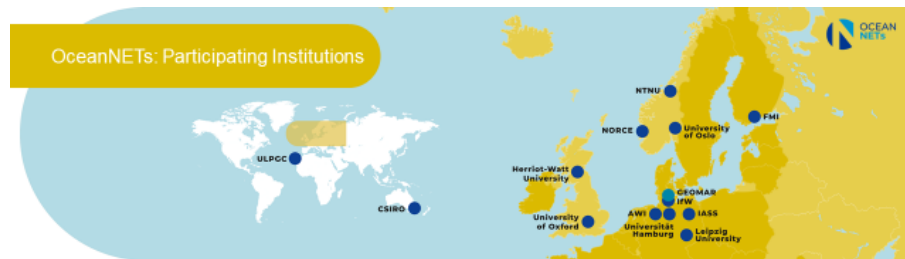 OceanNETs: Participating Institutions
OCEAN
NETs
NTNU
FMI
NORCE
University
of Oslo
ULPGC
Herriot-Watt
University
GEOMAR
IfW
CSIRO
University
of Oxford
AWI
IASS
Universität
Hamburg
Leipzig
University